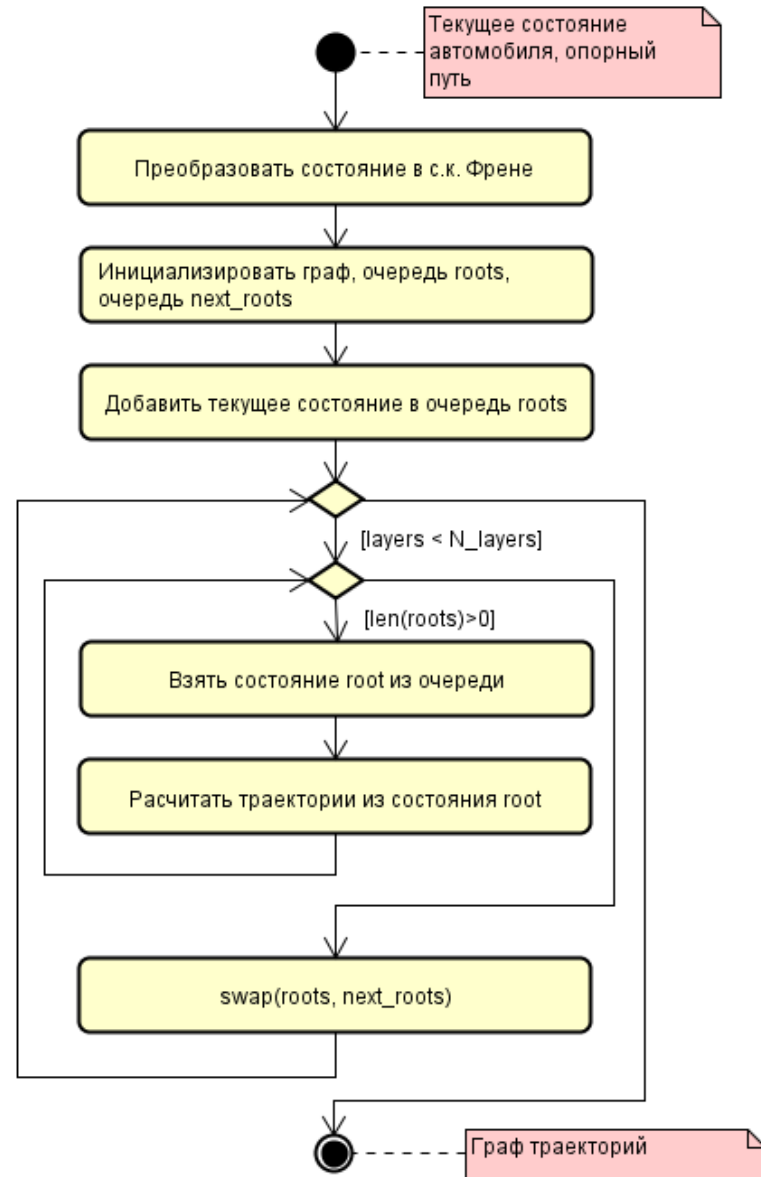 Текущее состояние
автомобиля, опорный
путь
Преобразовать состояние в с.к. Френе
Инициализировать граф, очередь roots,
очередь next_roots
Добавить текущее состояние в очередь roots
[layers < N_layers]
[len(roots)>0]
Взять состояние root из очереди
Расчитать траектории из состояния root
swap(roots, next_roots)
Граф траекторий